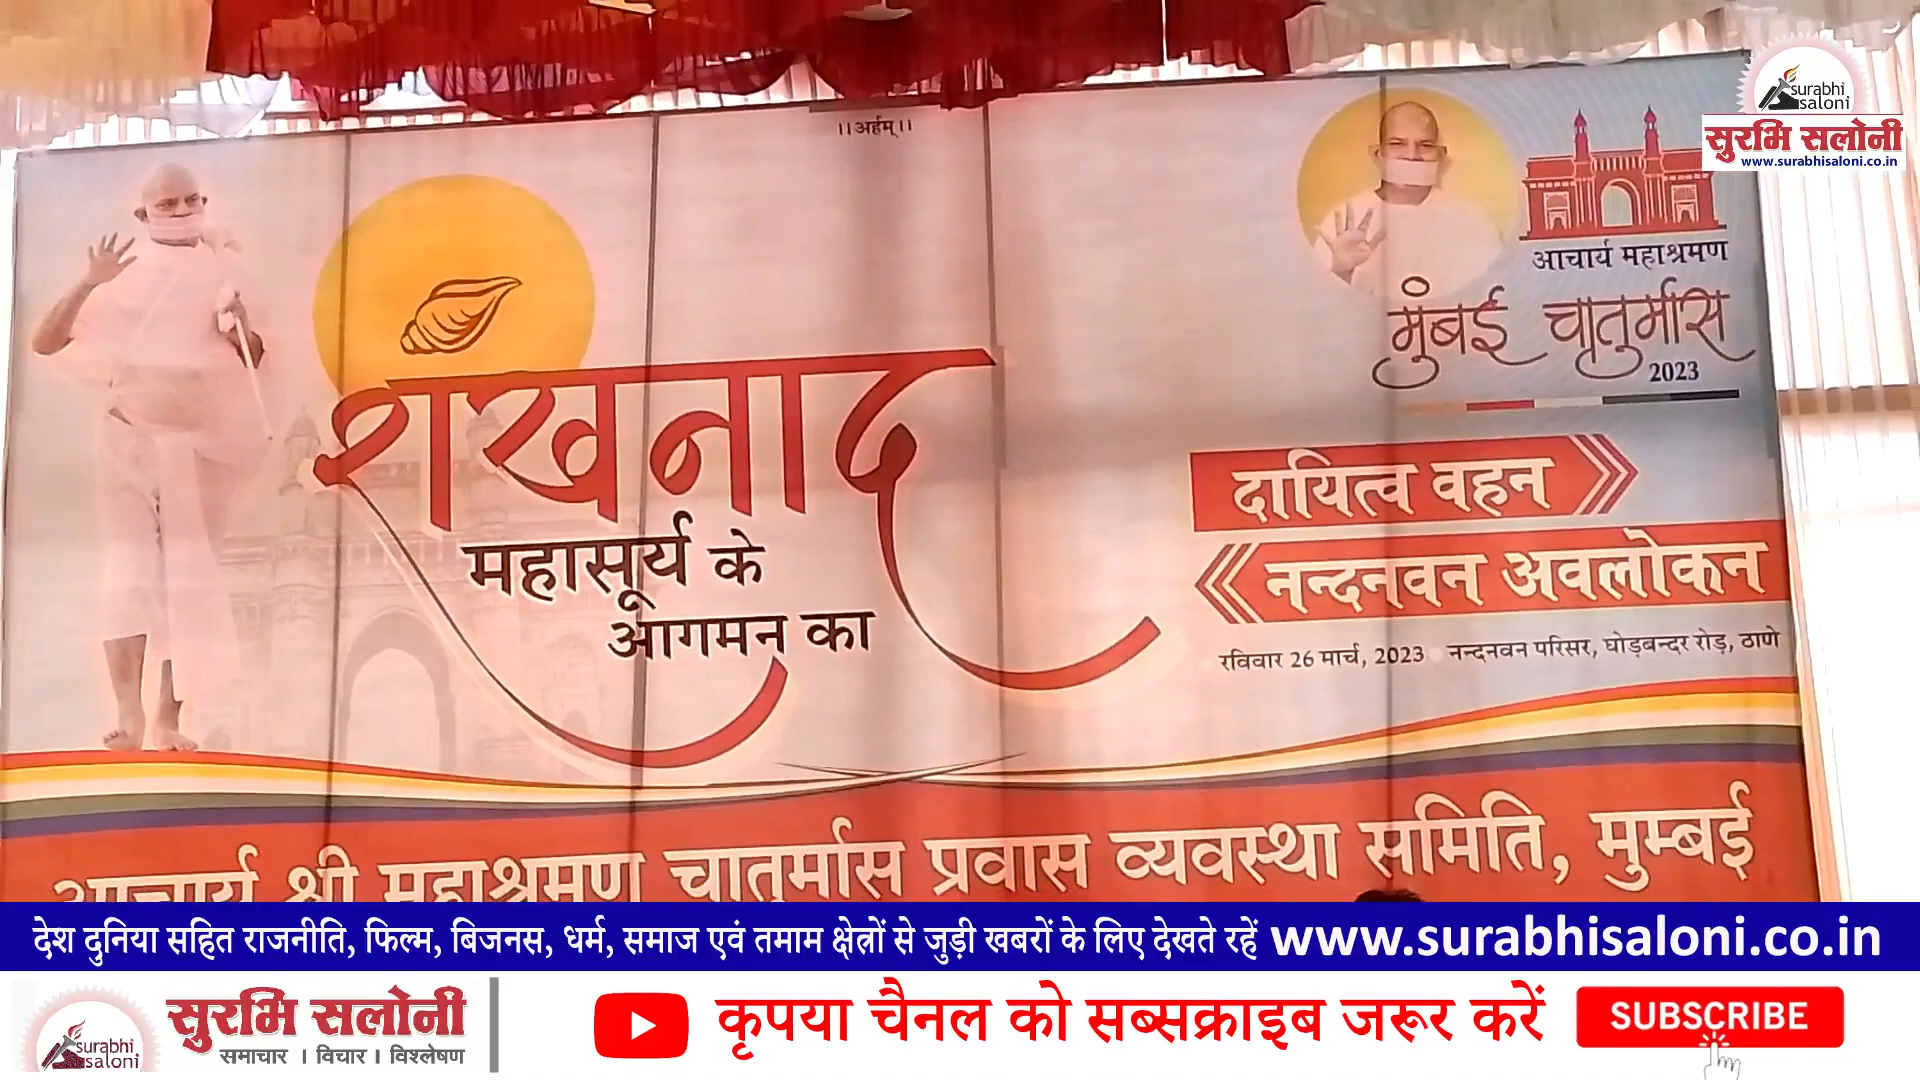 ।।अर्हम्।।
surabhi
saloni
सुरभि सलोनी
www.surabhisaloni.co.in
आचार्य महाश्रमण
मुंबई चातुर्मास
2023
शंखनाद
महासूर्य के
आगमन का
दायित्व वहन
नन्दनवन अवलोकन
रविवार 26 मार्च, 2023 नन्दनवन परिसर, घोड़बन्दर रोड़, ठाणे
आचार्य श्री महाश्रमण चातुर्मास प्रवास व्यवस्था समिति, मुम्बई
देश दुनिया सहित राजनीति, फिल्म, बिजनस, धर्म, समाज एवं तमाम क्षेत्रों से जुड़ी खबरों के लिए देखते रहें www.surabhisaloni.co.in
surabhi
saloni
सुरभि सलोनी
समाचार । विचार । विश्लेषण
कृपया चैनल को सब्सक्राइब जरूर करें
SUBSCRIBE